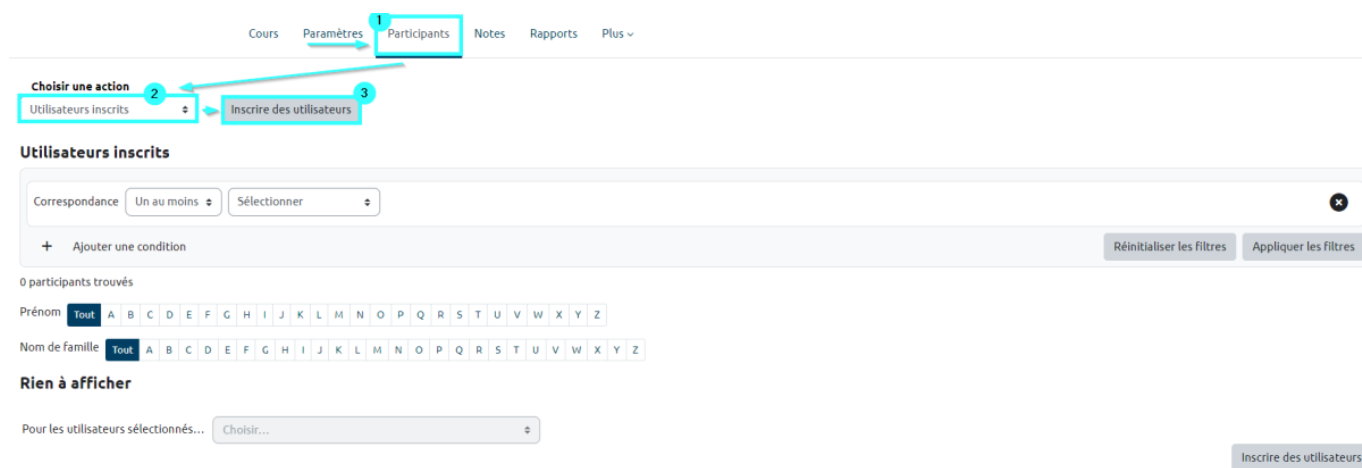 1
Cours Paramètres Participants Notes Rapports Plus
Choisir une action
2
3
Utilisateurs inscrits Inscrire des utilisateurs
Utilisateurs inscrits
Correspondance Un au moins Sélectionner
+ Ajouter une condition Réinitialiser les filtres Appliquer les filtres
0 participants trouvés
Prénom Tout A B C D E F G H I J K L M N O P Q R S T U V W X Y Z
Nom de famille Tout A B C D E F G H I J K L M N O P Q R S T U V W X Y Z
Rien à afficher
Pour les utilisateurs sélectionnés... Choisir...
Inscrire des utilisateurs